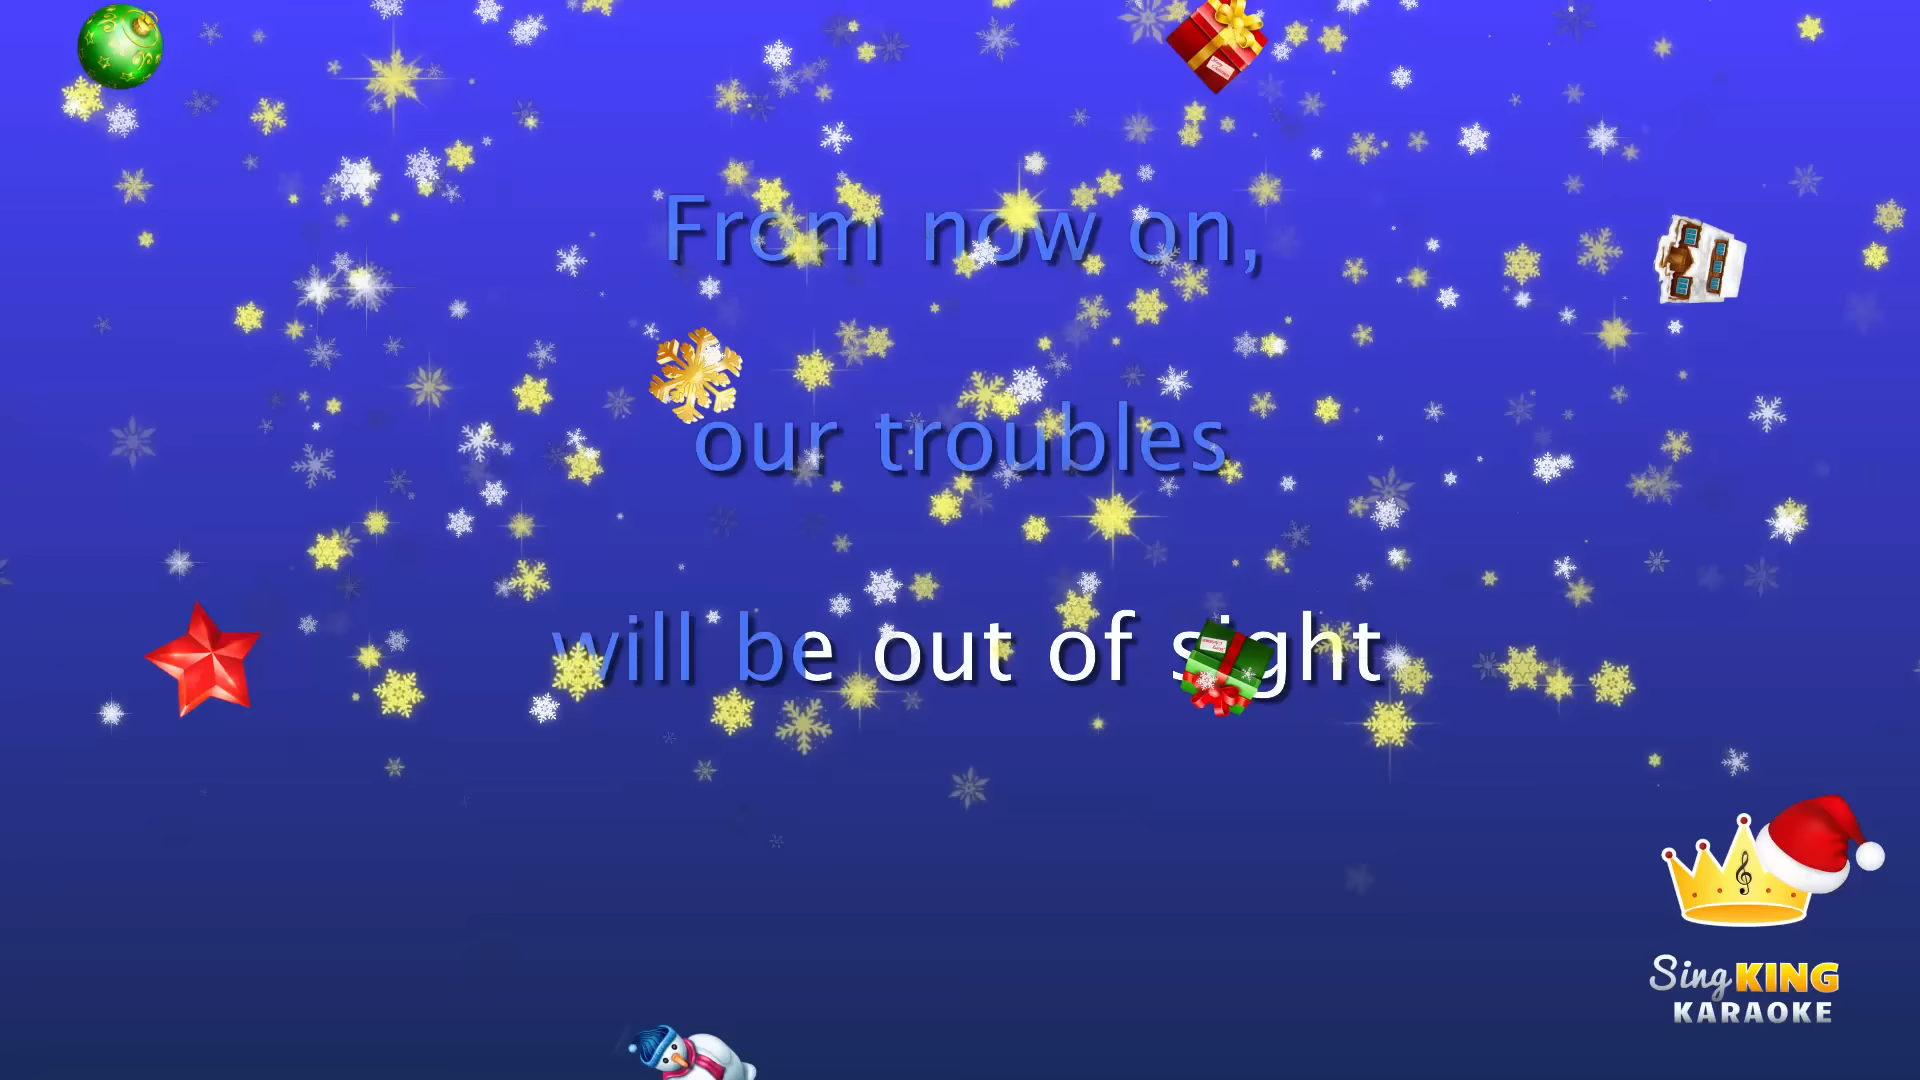 From now on,
our troubles
will be out of sight
Sing KING
KARAOKE